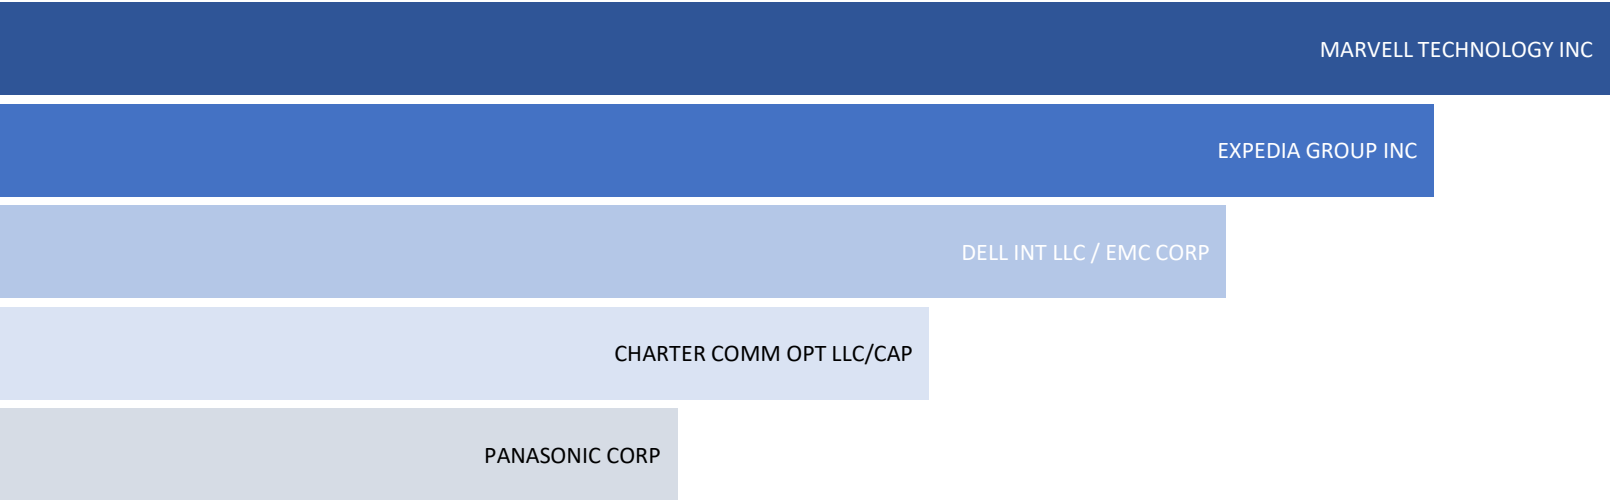 MARVELL TECHNOLOGY INC
EXPEDIA GROUP INC
DELL INT LLC / EMC CORP
CHARTER COMM OPT LLC/CAP
PANASONIC CORP